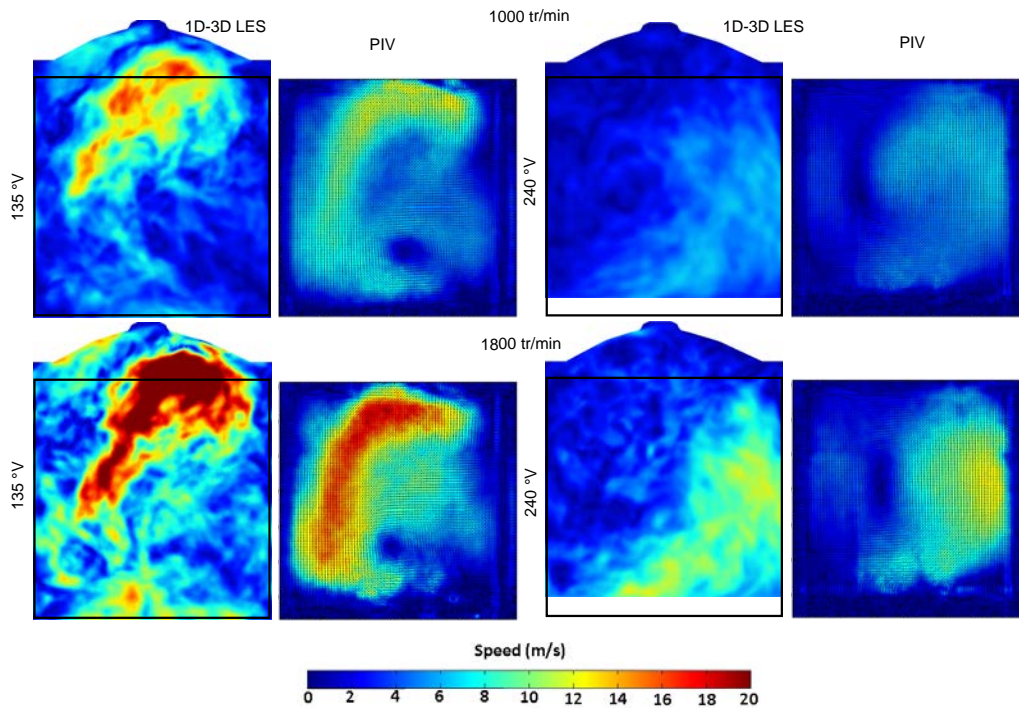 1000 tr/min
1D-3D LES
PIV
1D-3D LES
PIV
135 °V
240 °V
1800 tr/min
135 °V
240 °V
Speed (m/s)
0 2 4 6 8 10 12 14 16 18 20